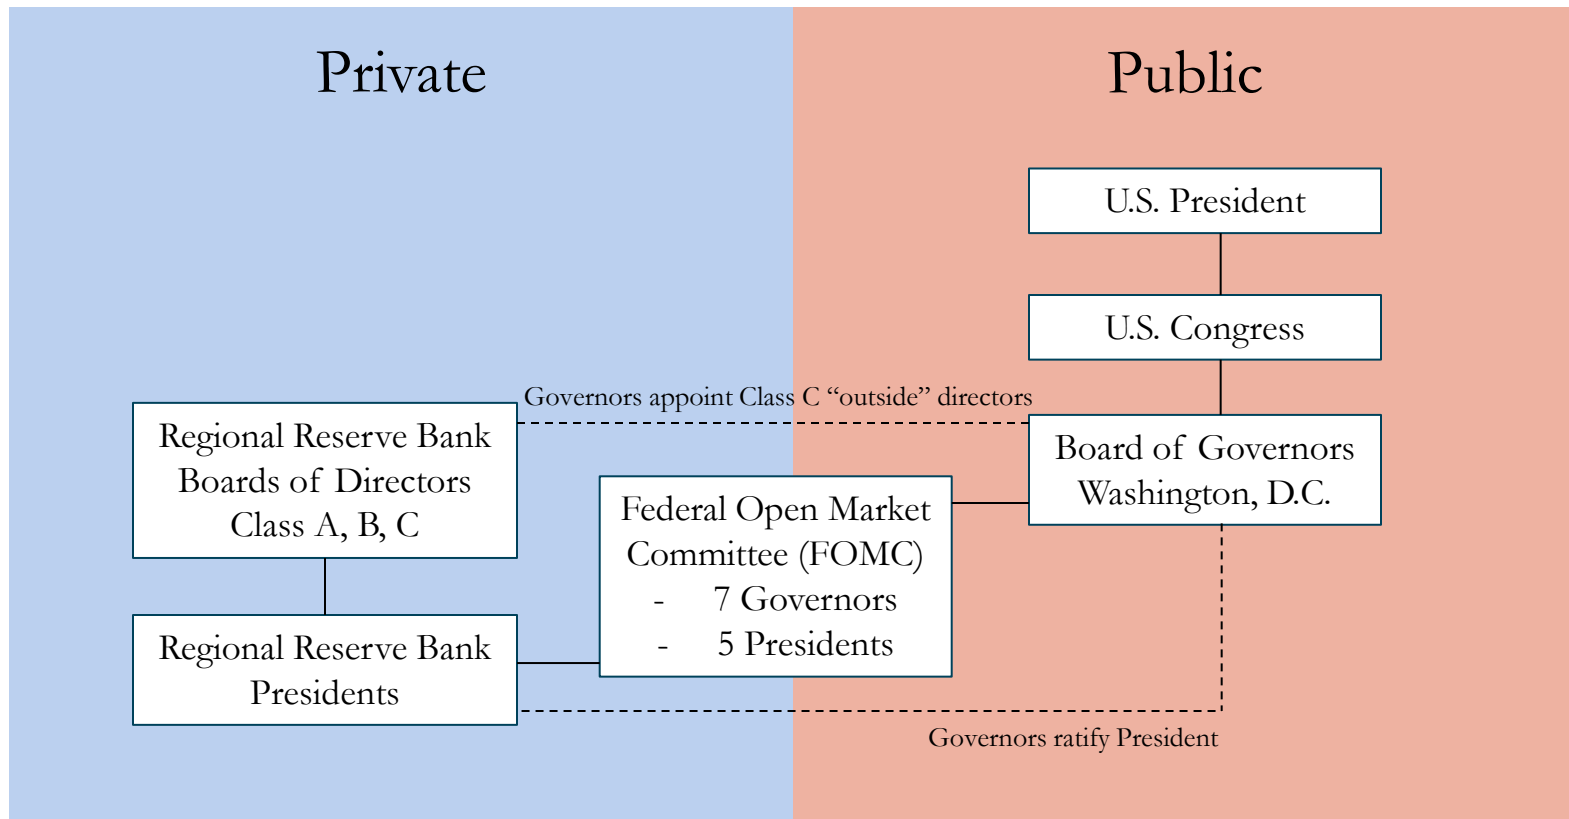 Private
Public
U.S. President
U.S. Congress
Governors appoint Class C “outside” directors
Regional Reserve Bank
Boards of Directors
Class A, B, C
Board of Governors
Washington, D.C.
Federal Open Market
Committee (FOMC)
- 7 Governors
- 5 Presidents
Regional Reserve Bank
Presidents
Governors ratify President